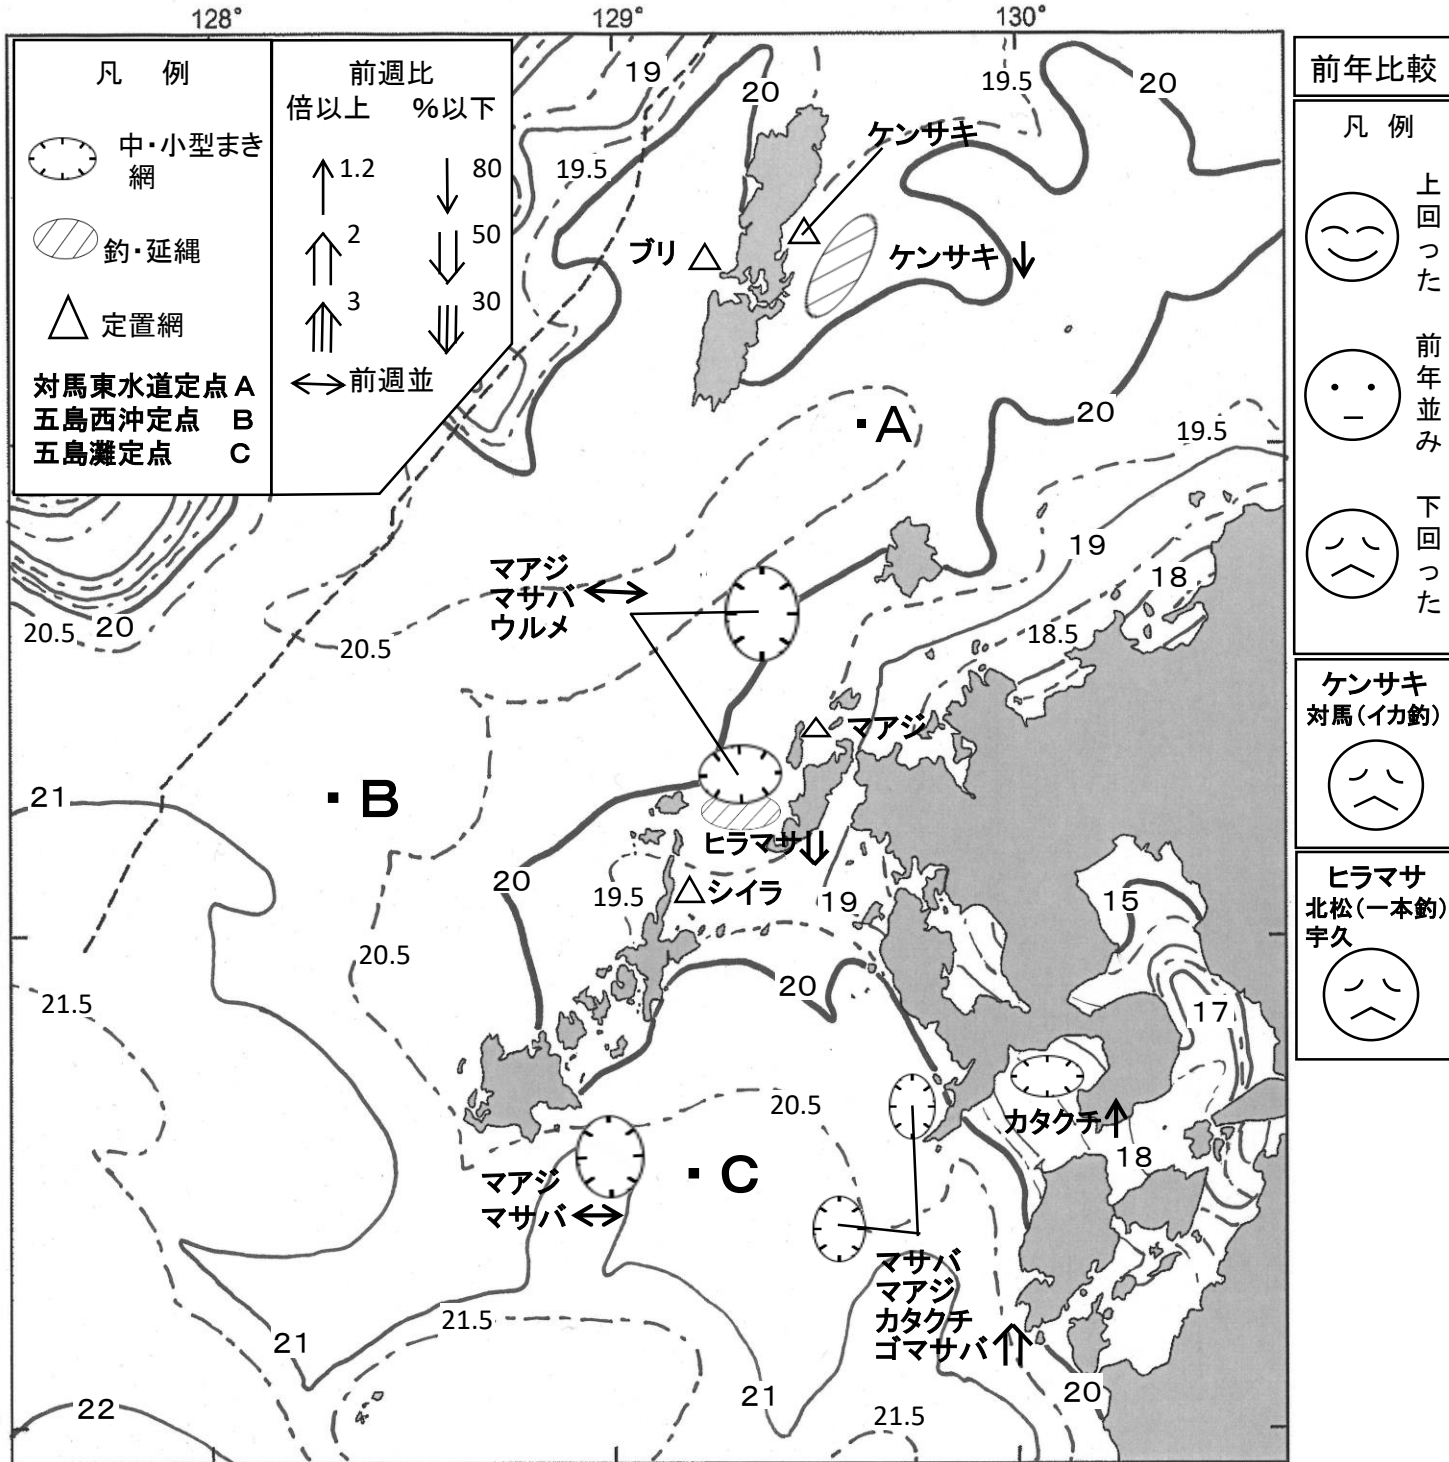 128°
129°
130°
凡 例
中・小型まき
網
釣・延縄
定置網
対馬東水道定点 A
五島西沖定点 B
五島灘定点 C
前週比
倍以上 %以下
1.2 80
2 50
3 30
前週並
19
20
19.5
19.5
20
ケンサキ
ブリ
ケンサキ
A
20
19.5
マアジ
マサバ
ウルメ
19
18
18.5
20.5
20
20.5
マアジ
21
B
ヒラマサ
20
19.5
シイラ
19
15
20.5
20
21.5
17
20.5
カタクチ
18
マアジ
マサバ
C
マサバ
マアジ
カタクチ
ゴマサバ
21.5
21
21
20
22
21.5
前年比較
凡 例
上回った
前年並み
下回った
ケンサキ
対馬(イカ釣)
ヒラマサ
北松(一本釣)
宇久